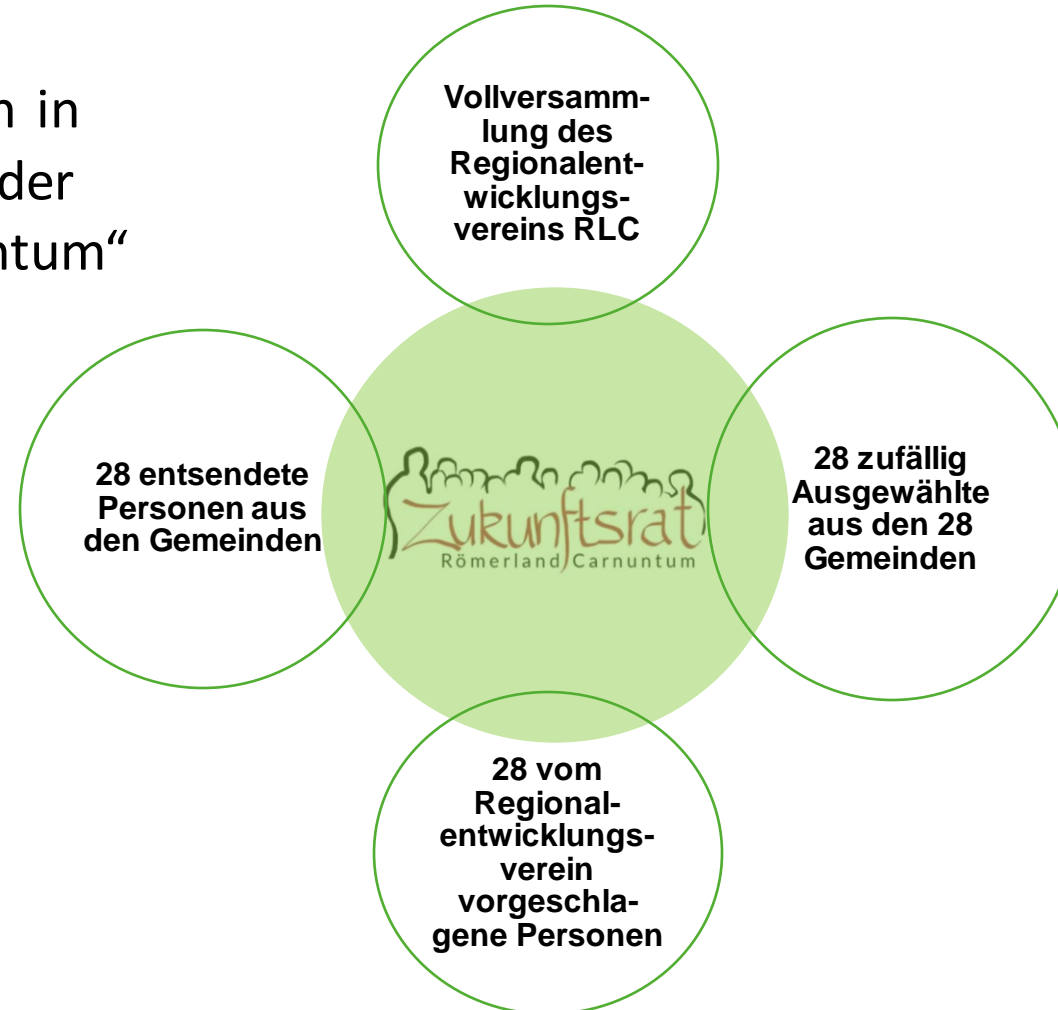 n in
der
ntum“
Vollversamm-
lung des
Regionalent-
wicklungs-
vereins RLC
28 entsendete
Personen aus
den Gemeinden
Zukunftsrat
Römerland Carnuntum
28 zufällig
Ausgewählte
aus den 28
Gemeinden
28 vom
Regional-
entwicklungs-
verein
vorgeschla-
gene Personen